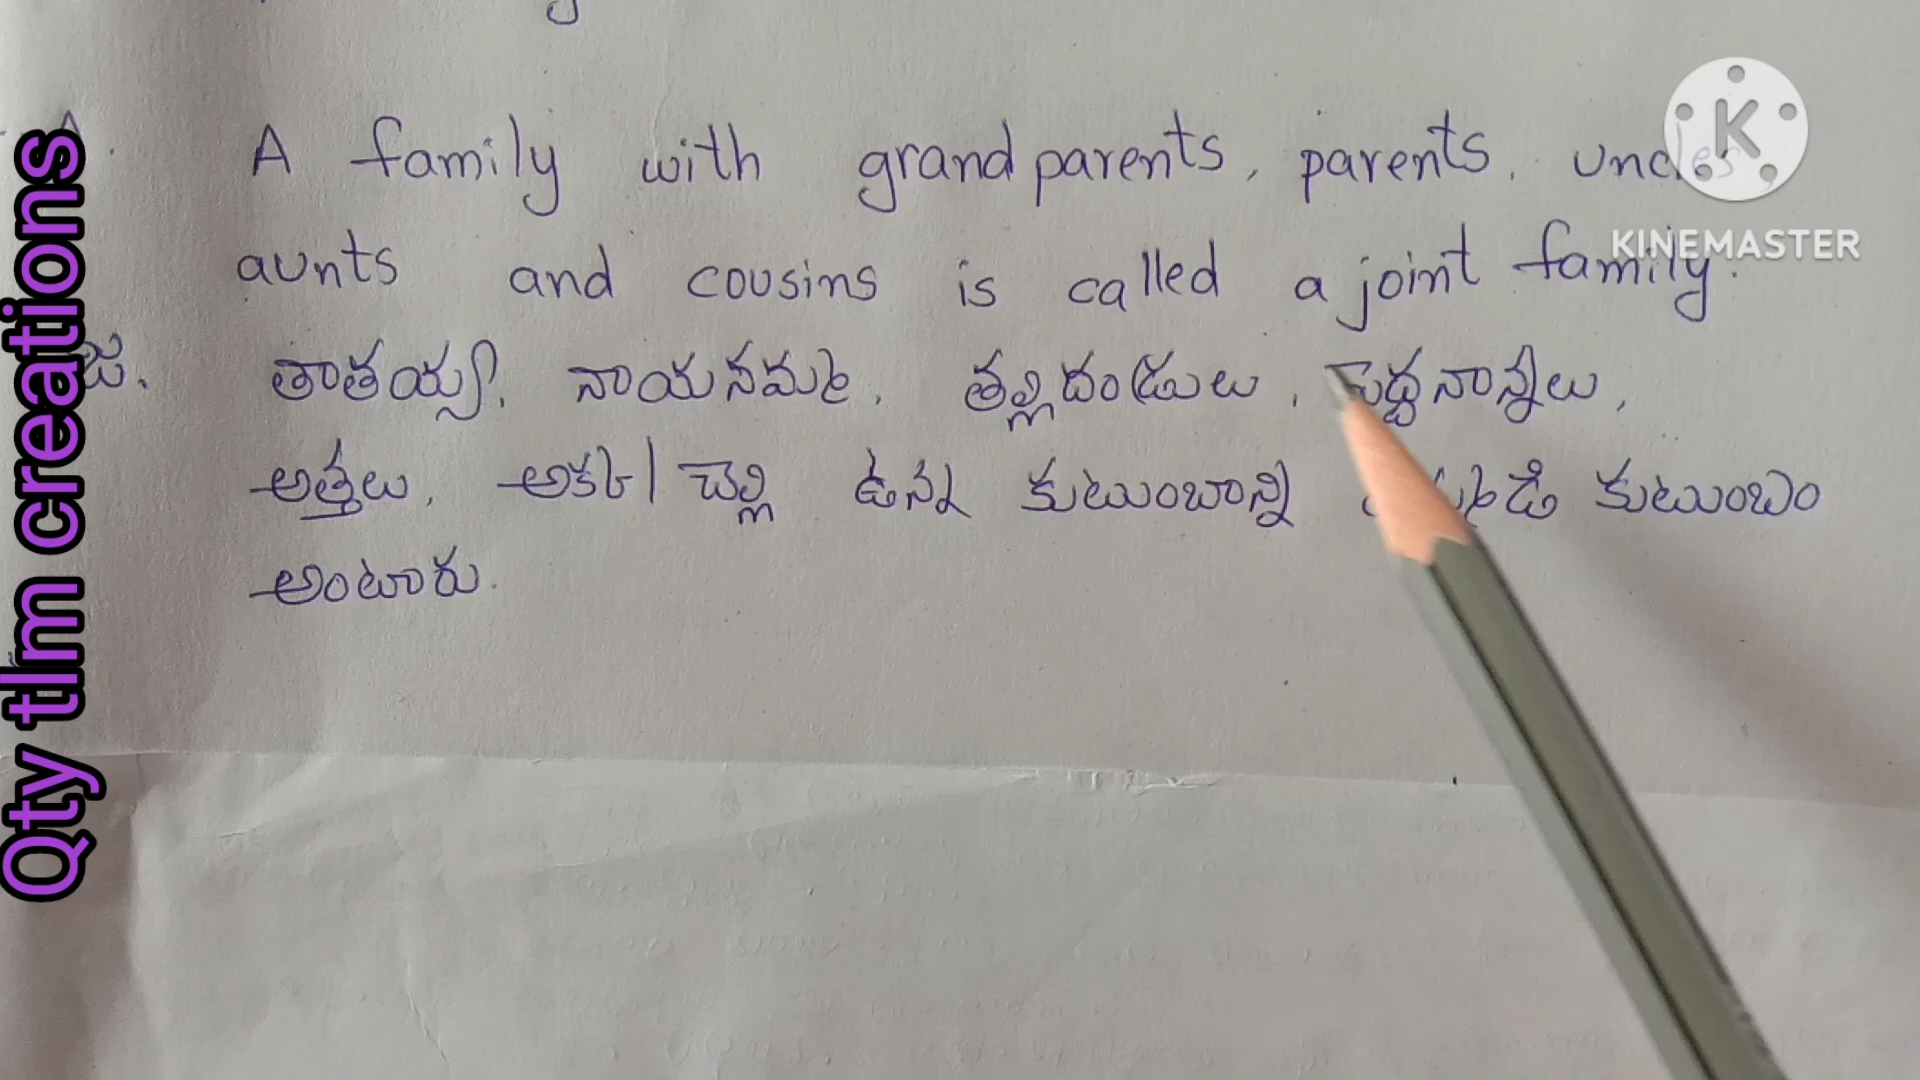 A family with grandparents, parents, uncles,
aunts and cousins is called a joint family.
జ. తాతయ్య, నాయనమ్మ, తల్లిదండ్రులు, పెద్దనాన్నలు,
అత్తలు, అక్క/చెల్లి ఉన్న కుటుంబాన్ని కుటుంబం
అంటారు.
Qty tlm creations
K
KINEMASTER